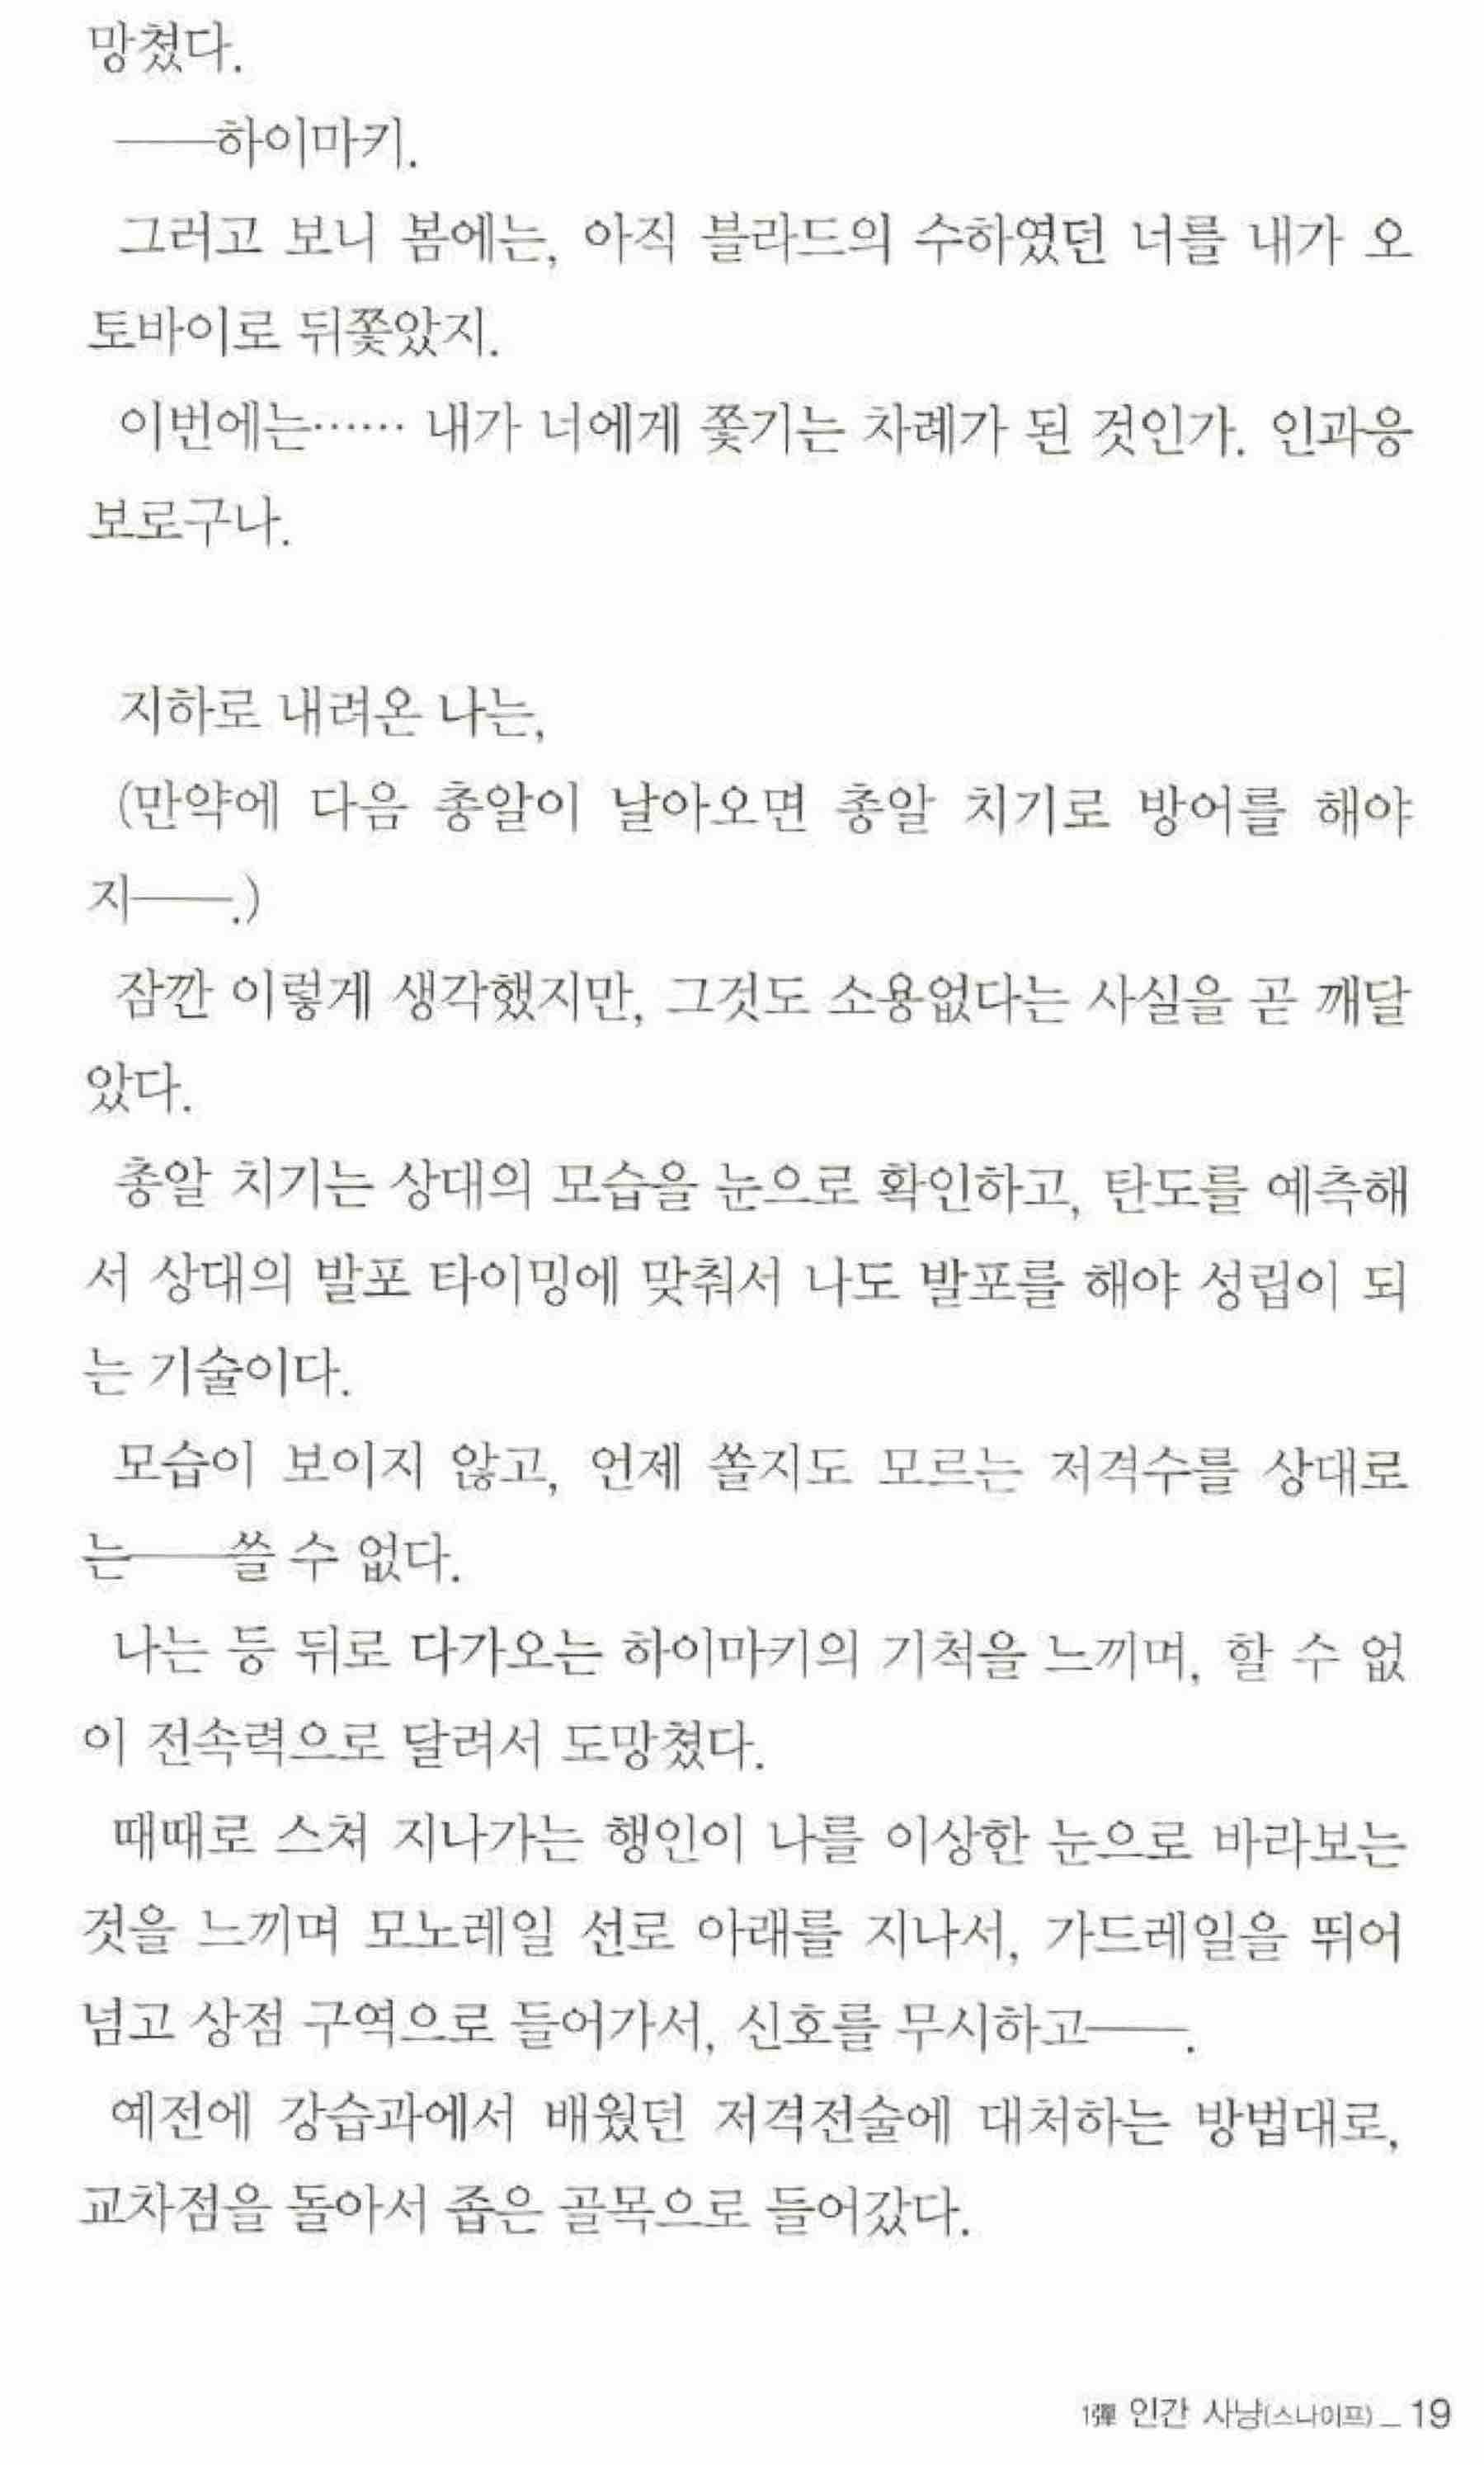 망쳤다.
──하이마키.
그러고 보니 봄에는, 아직 블라드의 수하였던 너를 내가 오
토바이로 뒤쫓았지.
이번에는…… 내가 너에게 쫓기는 차례가 된 것인가. 인과응
보로구나.
지하로 내려온 나는,
(만약에 다음 총알이 날아오면 총알 치기로 방어를 해야
지──.)
잠깐 이렇게 생각했지만, 그것도 소용없다는 사실을 곧 깨달
았다.
총알 치기는 상대의 모습을 눈으로 확인하고, 탄도를 예측해
서 상대의 발포 타이밍에 맞춰서 나도 발포를 해야 성립이 되
는 기술이다.
모습이 보이지 않고, 언제 쏠지도 모르는 저격수를 상대로
는──쓸 수 없다.
나는 등 뒤로 다가오는 하이마키의 기척을 느끼며, 할 수 없
이 전속력으로 달려서 도망쳤다.
때때로 스쳐 지나가는 행인이 나를 이상한 눈으로 바라보는
것을 느끼며 모노레일 선로 아래를 지나서, 가드레일을 뛰어
넘고 상점 구역으로 들어가서, 신호를 무시하고──.
예전에 강습과에서 배웠던 저격전술에 대처하는 방법대로,
교차점을 돌아서 좁은 골목으로 들어갔다.
1彈 인간 사냥(스나이프) _ 19